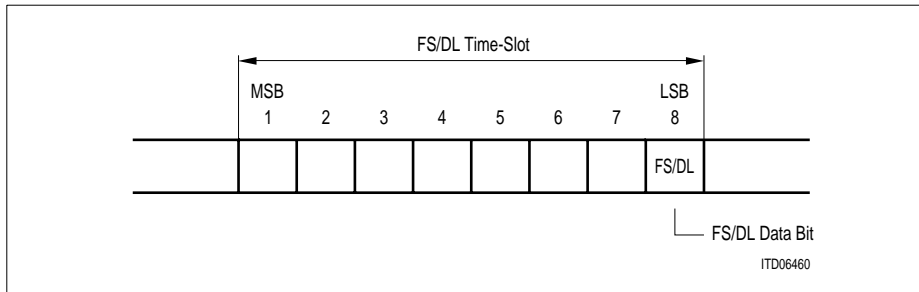 FS/DL Time-Slot
MSB LSB
1 2 3 4 5 6 7 8
FS/DL
FS/DL Data Bit
ITD06460